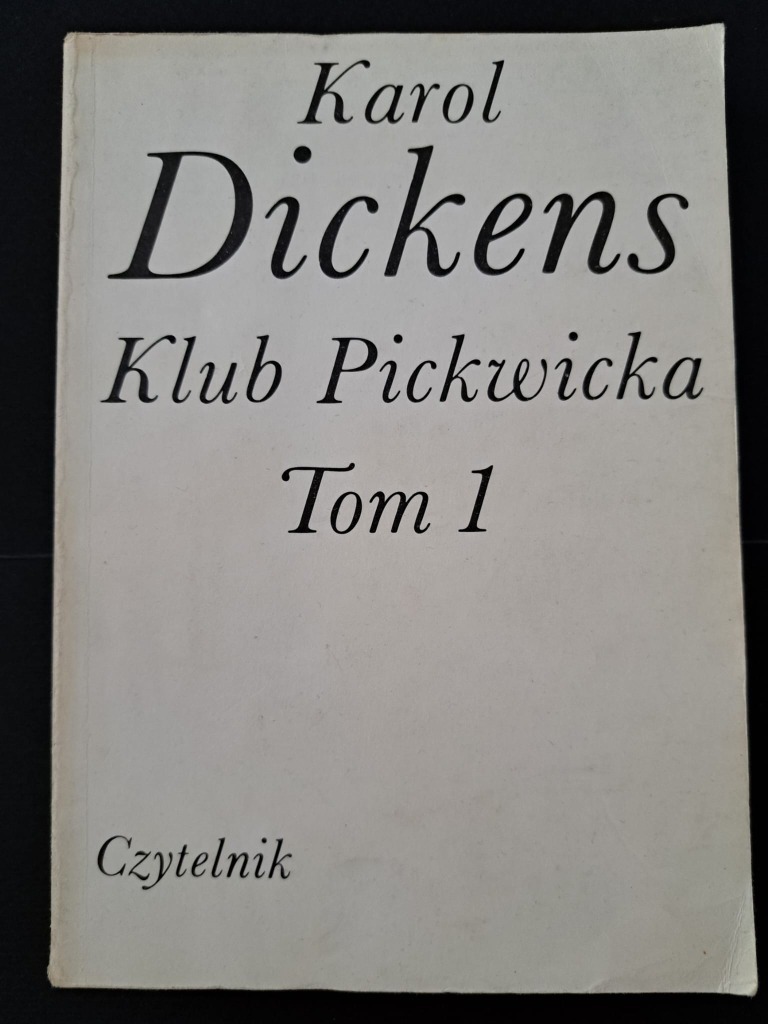 Karol
Dickens
Klub Pickwicka
Tom 1
Czytelnik